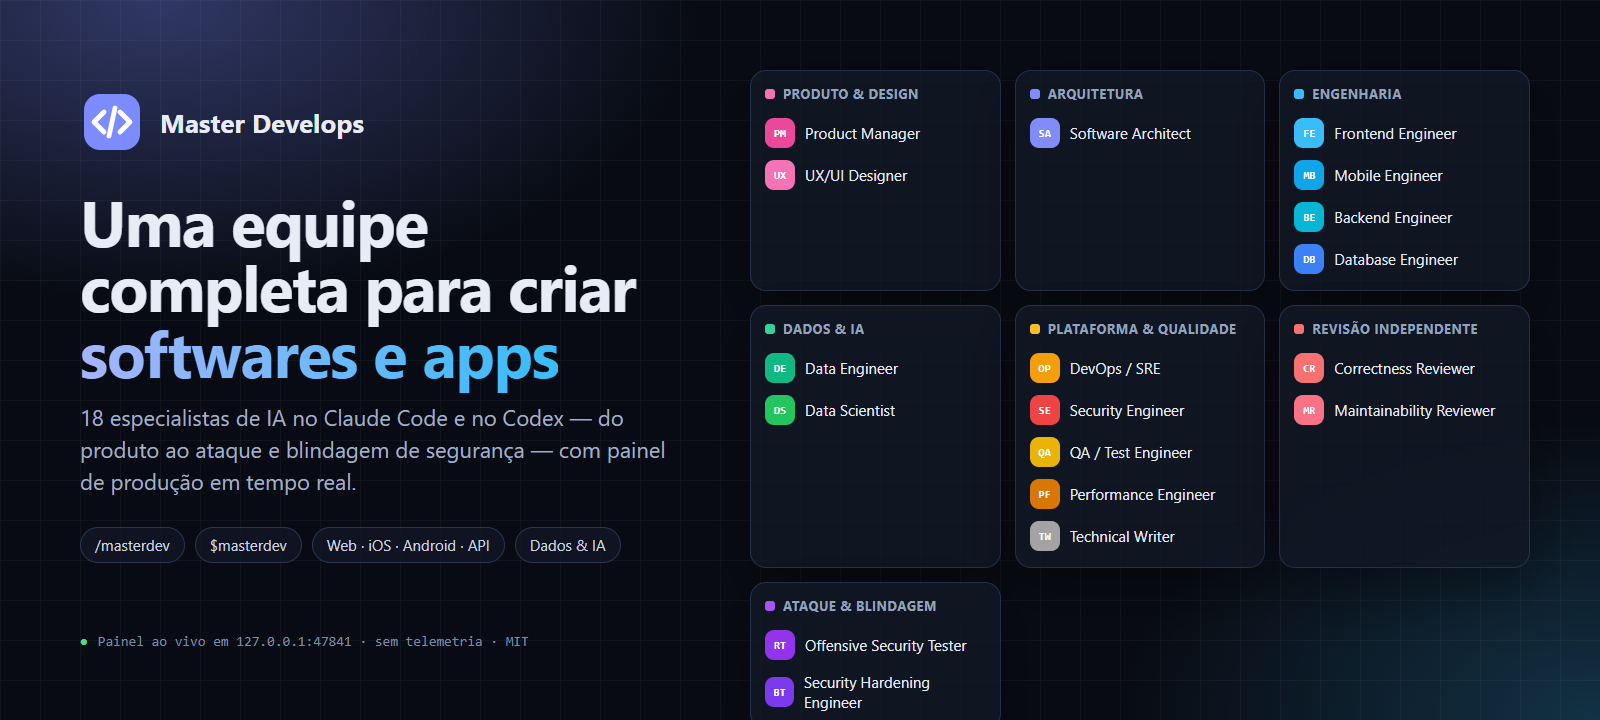 Master Develops
Uma equipe
completa para criar
softwares e apps
18 especialistas de IA no Claude Code e no Codex — do
produto ao ataque e blindagem de segurança — com painel
de produção em tempo real.
/masterdev
$masterdev
Web · iOS · Android · API
Dados & IA
Painel ao vivo em 127.0.0.1:47841 · sem telemetria · MIT
PRODUTO & DESIGN
PM Product Manager
UX UX/UI Designer
ARQUITETURA
SA Software Architect
ENGENHARIA
FE Frontend Engineer
MB Mobile Engineer
BE Backend Engineer
DB Database Engineer
DADOS & IA
DE Data Engineer
DS Data Scientist
PLATAFORMA & QUALIDADE
OP DevOps / SRE
SE Security Engineer
QA QA / Test Engineer
PF Performance Engineer
TW Technical Writer
REVISÃO INDEPENDENTE
CR Correctness Reviewer
MR Maintainability Reviewer
ATAQUE & BLINDAGEM
RT Offensive Security Tester
BT Security Hardening
Engineer